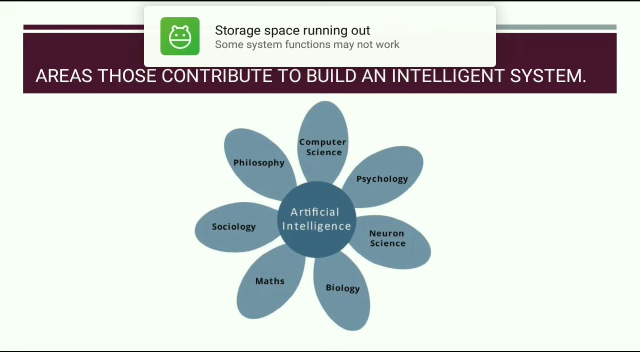 Storage space running out
Some system functions may not work
AREAS THOSE CONTRIBUTE TO BUILD AN INTELLIGENT SYSTEM.
Computer
Science
Philosophy
Psychology
Artificial
Intelligence
Sociology
Neuron
Science
Maths
Biology